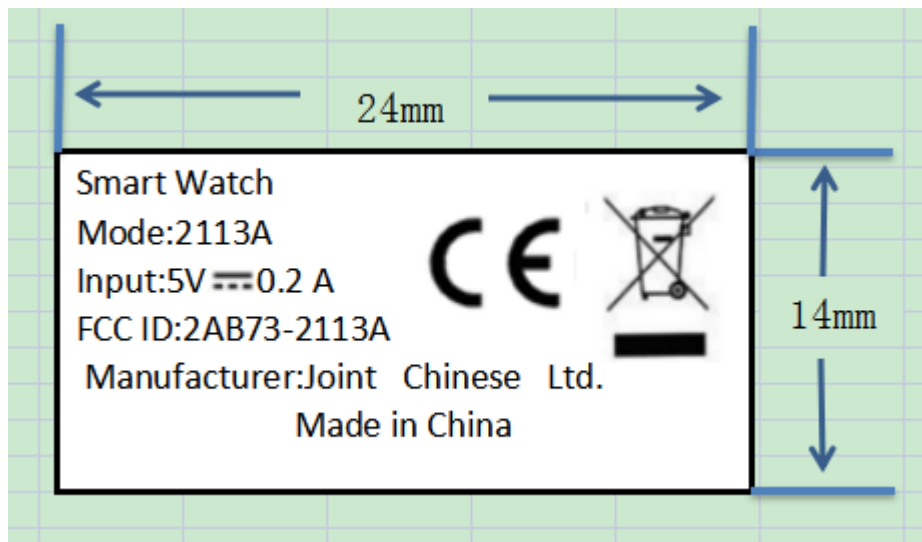 24mm
Smart Watch
Mode:2113A
Input:5V ⎓ 0.2 A
FCC ID:2AB73-2113A
CE
14mm
Manufacturer:Joint Chinese Ltd.
Made in China